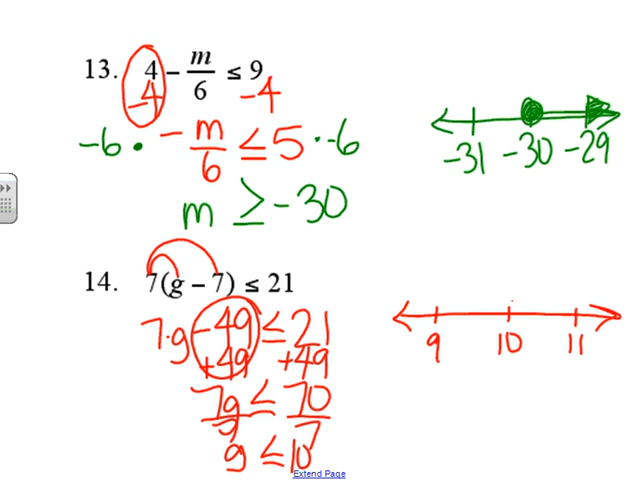 13. 4 − m/6 ≤ 9
−4 −4
−6 • − m/6 ≤ 5 • −6
m ≥ −30
−31 −30 −29
14. 7(g − 7) ≤ 21
7•g −49 ≤ 21
+49 +49
7g/7 ≤ 70/7
g ≤ 10
9 10 11
Extend Page